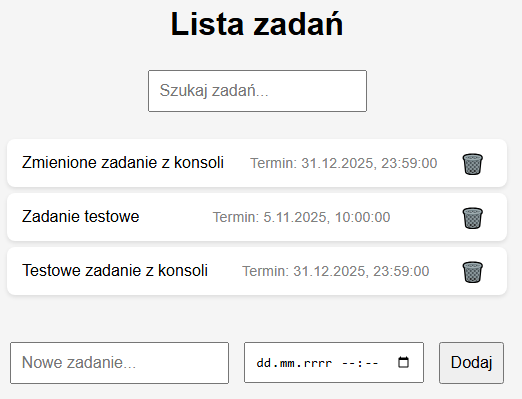 Lista zadań
Szukaj zadań...
Zmienione zadanie z konsoli Termin: 31.12.2025, 23:59:00
Zadanie testowe Termin: 5.11.2025, 10:00:00
Testowe zadanie z konsoli Termin: 31.12.2025, 23:59:00
Nowe zadanie... dd.mm.rrrr --:-- Dodaj